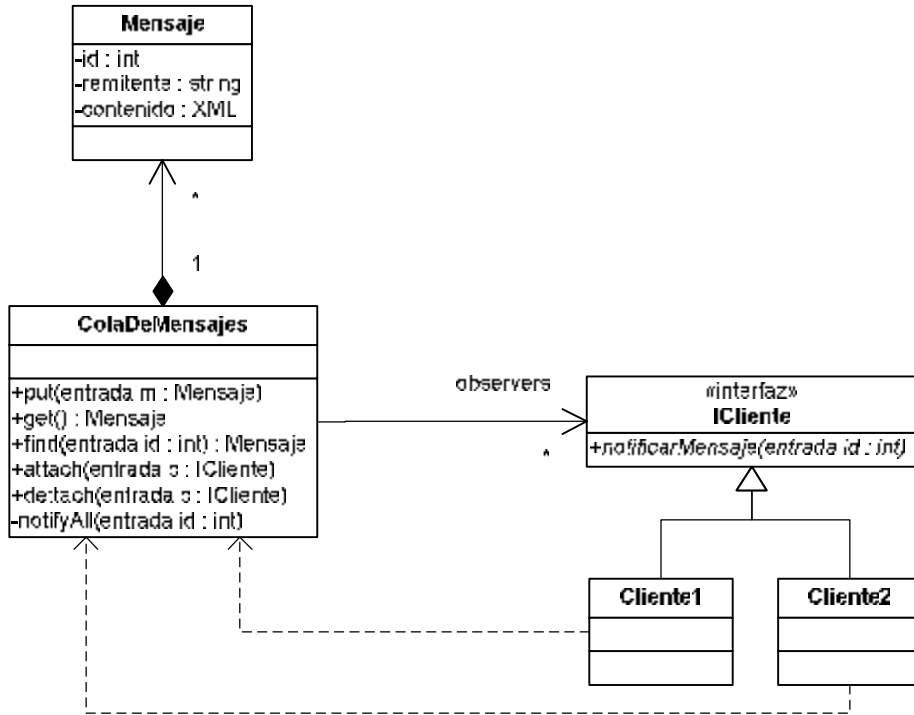 Mensaje
-id : int
-remitente : string
-contenido : XML
*
1
ColaDeMensajes
+put(entrada m : Mensaje)
+get() : Mensaje
+find(entrada id : int) : Mensaje
+attach(entrada c : ICliente)
+dettach(entrada c : ICliente)
-notifyAll(entrada id : int)
observers
*
«interfaz»
ICliente
+notificarMensaje(entrada id : int)
Cliente1
Cliente2